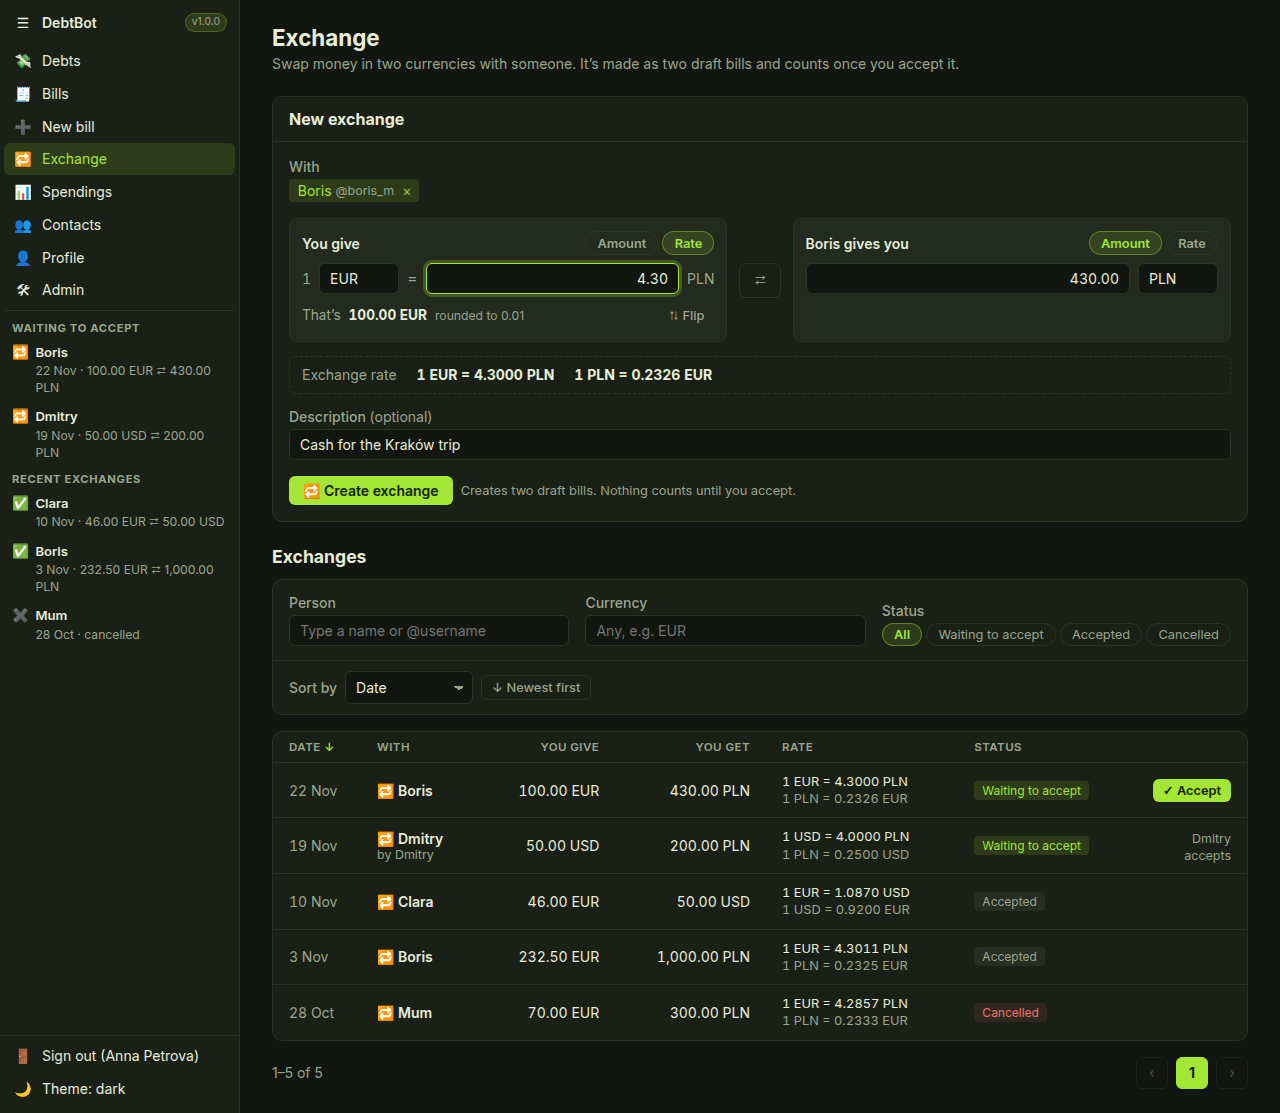 ☰ DebtBot v1.0.0
Debts
Bills
New bill
Exchange
Spendings
Contacts
Profile
Admin
WAITING TO ACCEPT
Boris
22 Nov · 100.00 EUR ⇄ 430.00
PLN
Dmitry
19 Nov · 50.00 USD ⇄ 200.00
PLN
RECENT EXCHANGES
Clara
10 Nov · 46.00 EUR ⇄ 50.00 USD
Boris
3 Nov · 232.50 EUR ⇄ 1,000.00
PLN
Mum
28 Oct · cancelled
Sign out (Anna Petrova)
Theme: dark
Exchange
Swap money in two currencies with someone. It’s made as two draft bills and counts once you accept it.
New exchange
With
Boris @boris_m ×
You give Amount Rate
1 EUR = 4.30 PLN
That’s 100.00 EUR rounded to 0.01 ⇅ Flip
⇄
Boris gives you Amount Rate
430.00 PLN
Exchange rate 1 EUR = 4.3000 PLN 1 PLN = 0.2326 EUR
Description (optional)
Cash for the Kraków trip
Create exchange Creates two draft bills. Nothing counts until you accept.
Exchanges
Person
Type a name or @username
Currency
Any, e.g. EUR
Status
All Waiting to accept Accepted Cancelled
Sort by Date ↓ Newest first
DATE ↓ WITH YOU GIVE YOU GET RATE STATUS
22 Nov Boris 100.00 EUR 430.00 PLN 1 EUR = 4.3000 PLN Waiting to accept ✓ Accept
1 PLN = 0.2326 EUR
19 Nov Dmitry 50.00 USD 200.00 PLN 1 USD = 4.0000 PLN Waiting to accept Dmitry
by Dmitry 1 PLN = 0.2500 USD accepts
10 Nov Clara 46.00 EUR 50.00 USD 1 EUR = 1.0870 USD Accepted
1 USD = 0.9200 EUR
3 Nov Boris 232.50 EUR 1,000.00 PLN 1 EUR = 4.3011 PLN Accepted
1 PLN = 0.2325 EUR
28 Oct Mum 70.00 EUR 300.00 PLN 1 EUR = 4.2857 PLN Cancelled
1 PLN = 0.2333 EUR
1–5 of 5 ‹ 1 ›